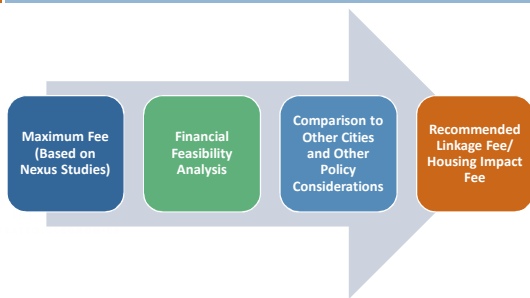 Maximum Fee
(Based on
Nexus Studies)
Financial
Feasibility
Analysis
Comparison to
Other Cities
and Other
Policy
Considerations
Recommended
Linkage Fee/
Housing Impact
Fee